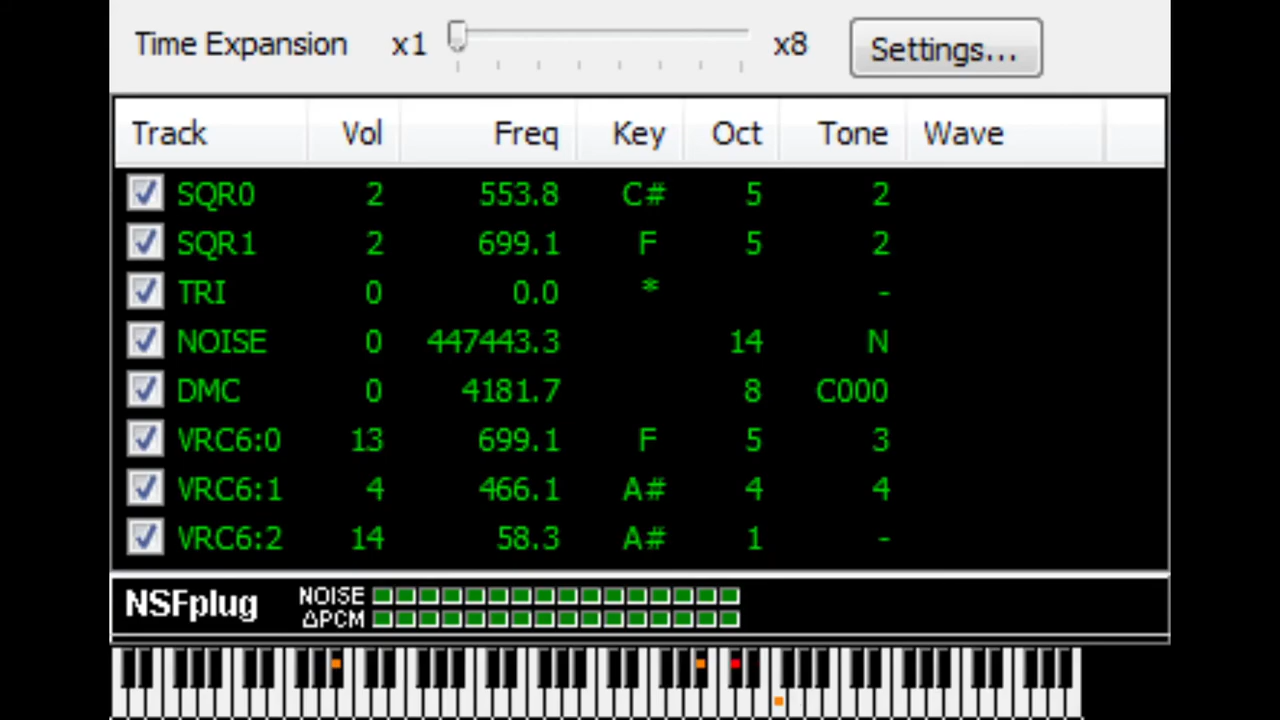 Time Expansion x1 x8 Settings...
Track Vol Freq Key Oct Tone Wave
SQR0 2 553.8 C# 5 2
SQR1 2 699.1 F 5 2
TRI 0 0.0 * -
NOISE 0 447443.3 14 N
DMC 0 4181.7 8 C000
VRC6:0 13 699.1 F 5 3
VRC6:1 4 466.1 A# 4 4
VRC6:2 14 58.3 A# 1 -
NSFplug NOISE
ΔPCM